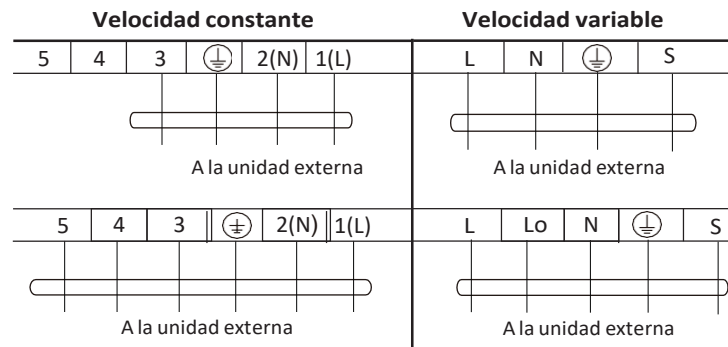 Velocidad constante
Velocidad variable
5 4 3 2(N) 1(L)
L N S
A la unidad externa
A la unidad externa
5 4 3 2(N) 1(L)
L Lo N S
A la unidad externa
A la unidad externa